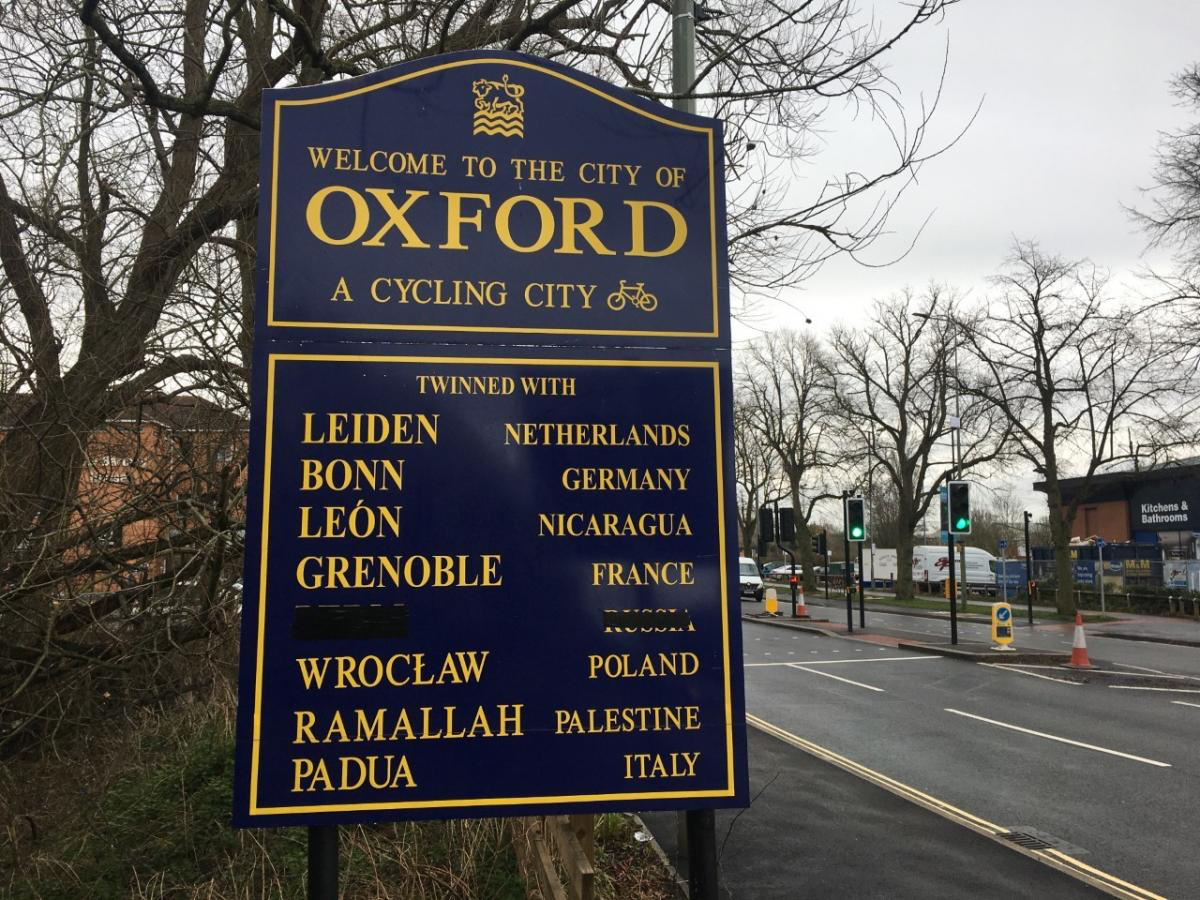 WELCOME TO THE CITY OF
OXFORD
A CYCLING CITY
TWINNED WITH
LEIDEN NETHERLANDS
BONN GERMANY
LEÓN NICARAGUA
GRENOBLE FRANCE
RUSSIA
WROCŁAW POLAND
RAMALLAH PALESTINE
PADUA ITALY
Kitchens &
Bathrooms
M&M